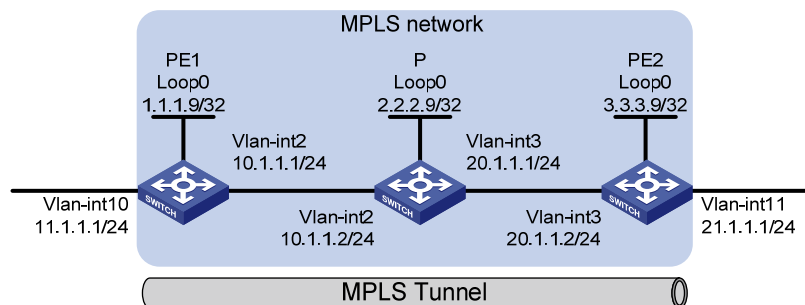 MPLS network
PE1
Loop0
1.1.1.9/32
P
Loop0
2.2.2.9/32
PE2
Loop0
3.3.3.9/32
Vlan-int2
10.1.1.1/24
Vlan-int3
20.1.1.1/24
SWITCH
SWITCH
SWITCH
Vlan-int10
11.1.1.1/24
Vlan-int2
10.1.1.2/24
Vlan-int3
20.1.1.2/24
Vlan-int11
21.1.1.1/24
MPLS Tunnel